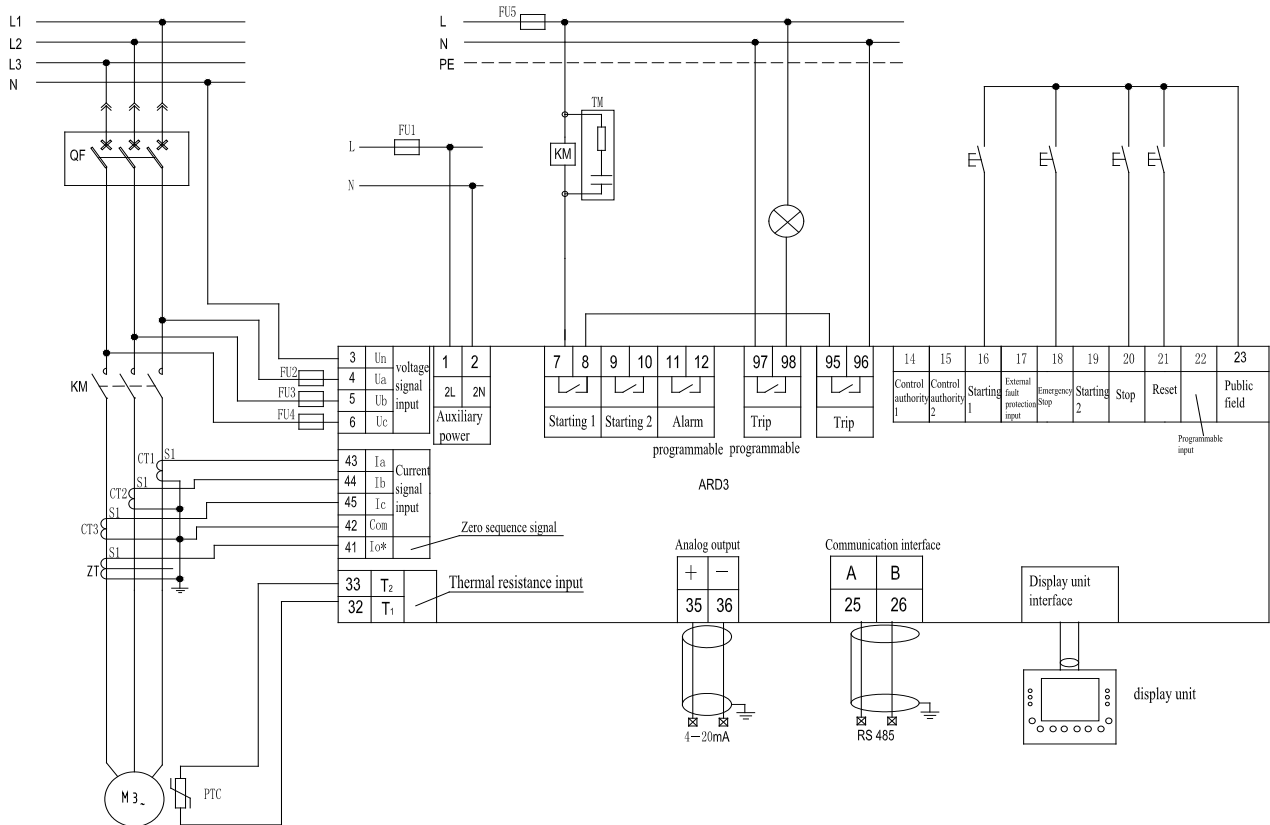 L1
L2
L3
N
FU5
L
N
PE
TM
KM
FU1
L
N
QF
KM
FU2
FU3
FU4
3 Un
4 Ua
5 Ub
6 Uc
voltage
signal
input
1 2
2L 2N
Auxiliary
power
7 8 9 10 11 12
Starting 1 Starting 2 Alarm
programmable
97 98
Trip
programmable
95 96
Trip
14 15 16 17 18 19 20 21 22 23
Control
authority
1
Control
authority
2
Starting
1
External
fault
protection
input
Emergency
Stop
Starting
2
Stop
Reset
Programmable
input
Public
field
ARD3
CT1 S1
CT2 S1
CT3 S1
ZT S1
43 Ia
44 Ib
45 Ic
42 Com
41 Io*
Current
signal
input
Zero sequence signal
33 T2
32 T1
Thermal resistance input
Analog output
+ −
35 36
4－20mA
Communication interface
A B
25 26
RS 485
Display unit
interface
display unit
M 3~
PTC